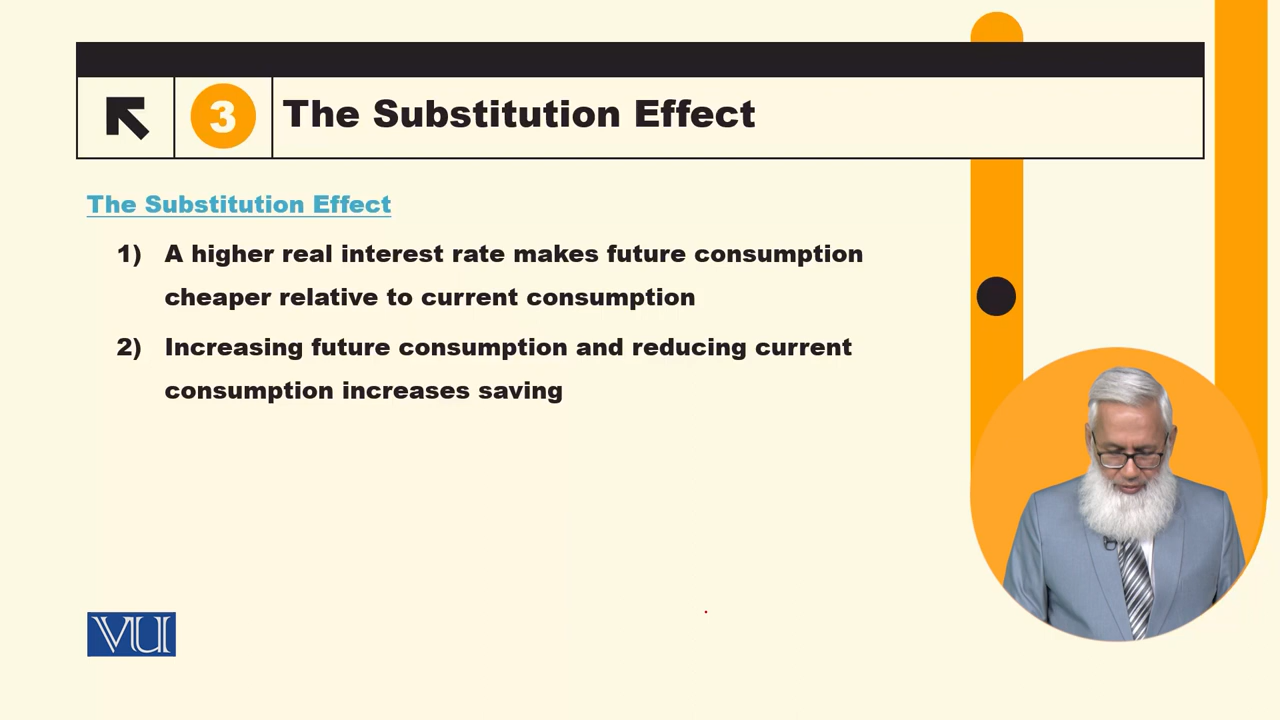 3 The Substitution Effect
The Substitution Effect
1) A higher real interest rate makes future consumption
cheaper relative to current consumption
2) Increasing future consumption and reducing current
consumption increases saving
VU